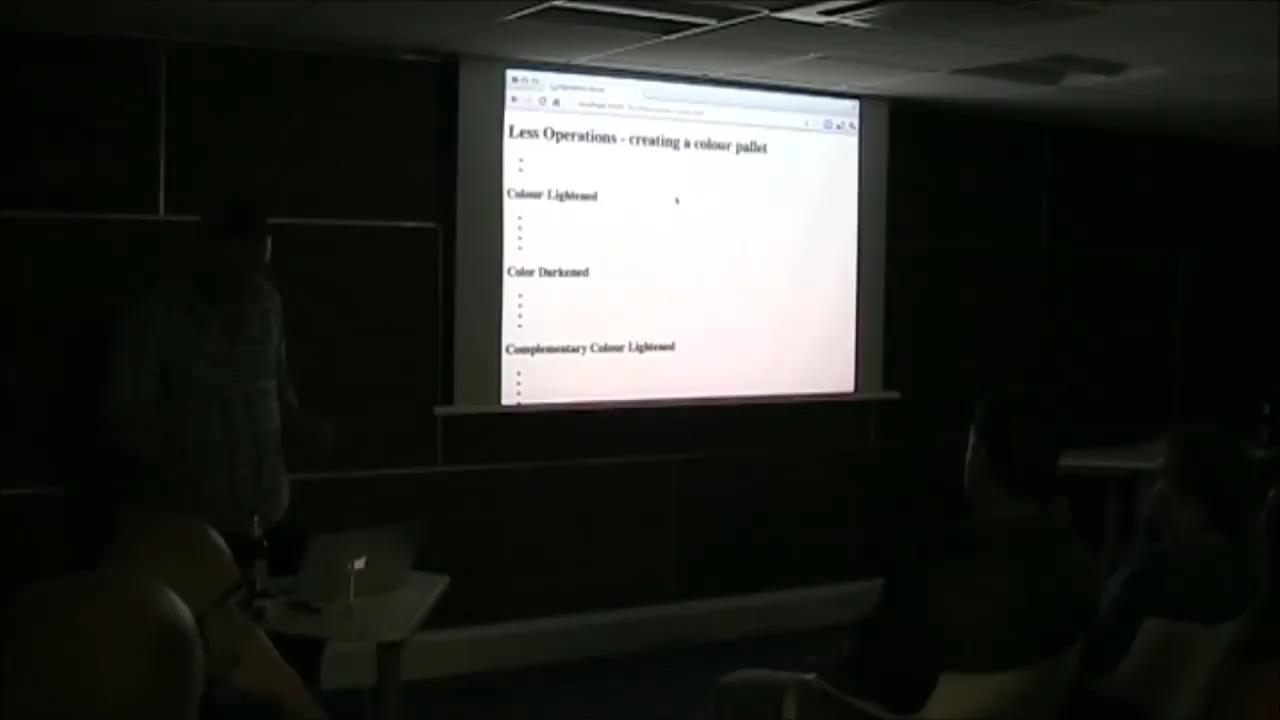 Less Operations - creating a colour pallet
Colour Lightened
Color Darkened
Complementary Colour Lightened